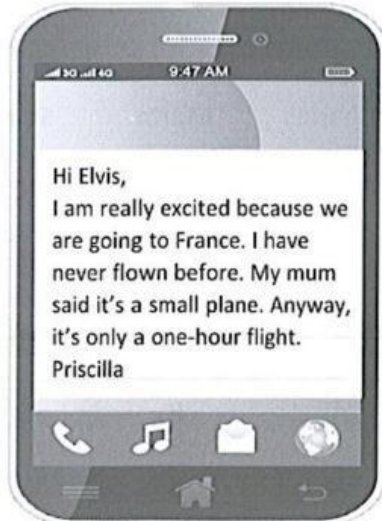 3G 4G 9:47 AM
Hi Elvis,
I am really excited because we
are going to France. I have
never flown before. My mum
said it's a small plane. Anyway,
it's only a one-hour flight.
Priscilla